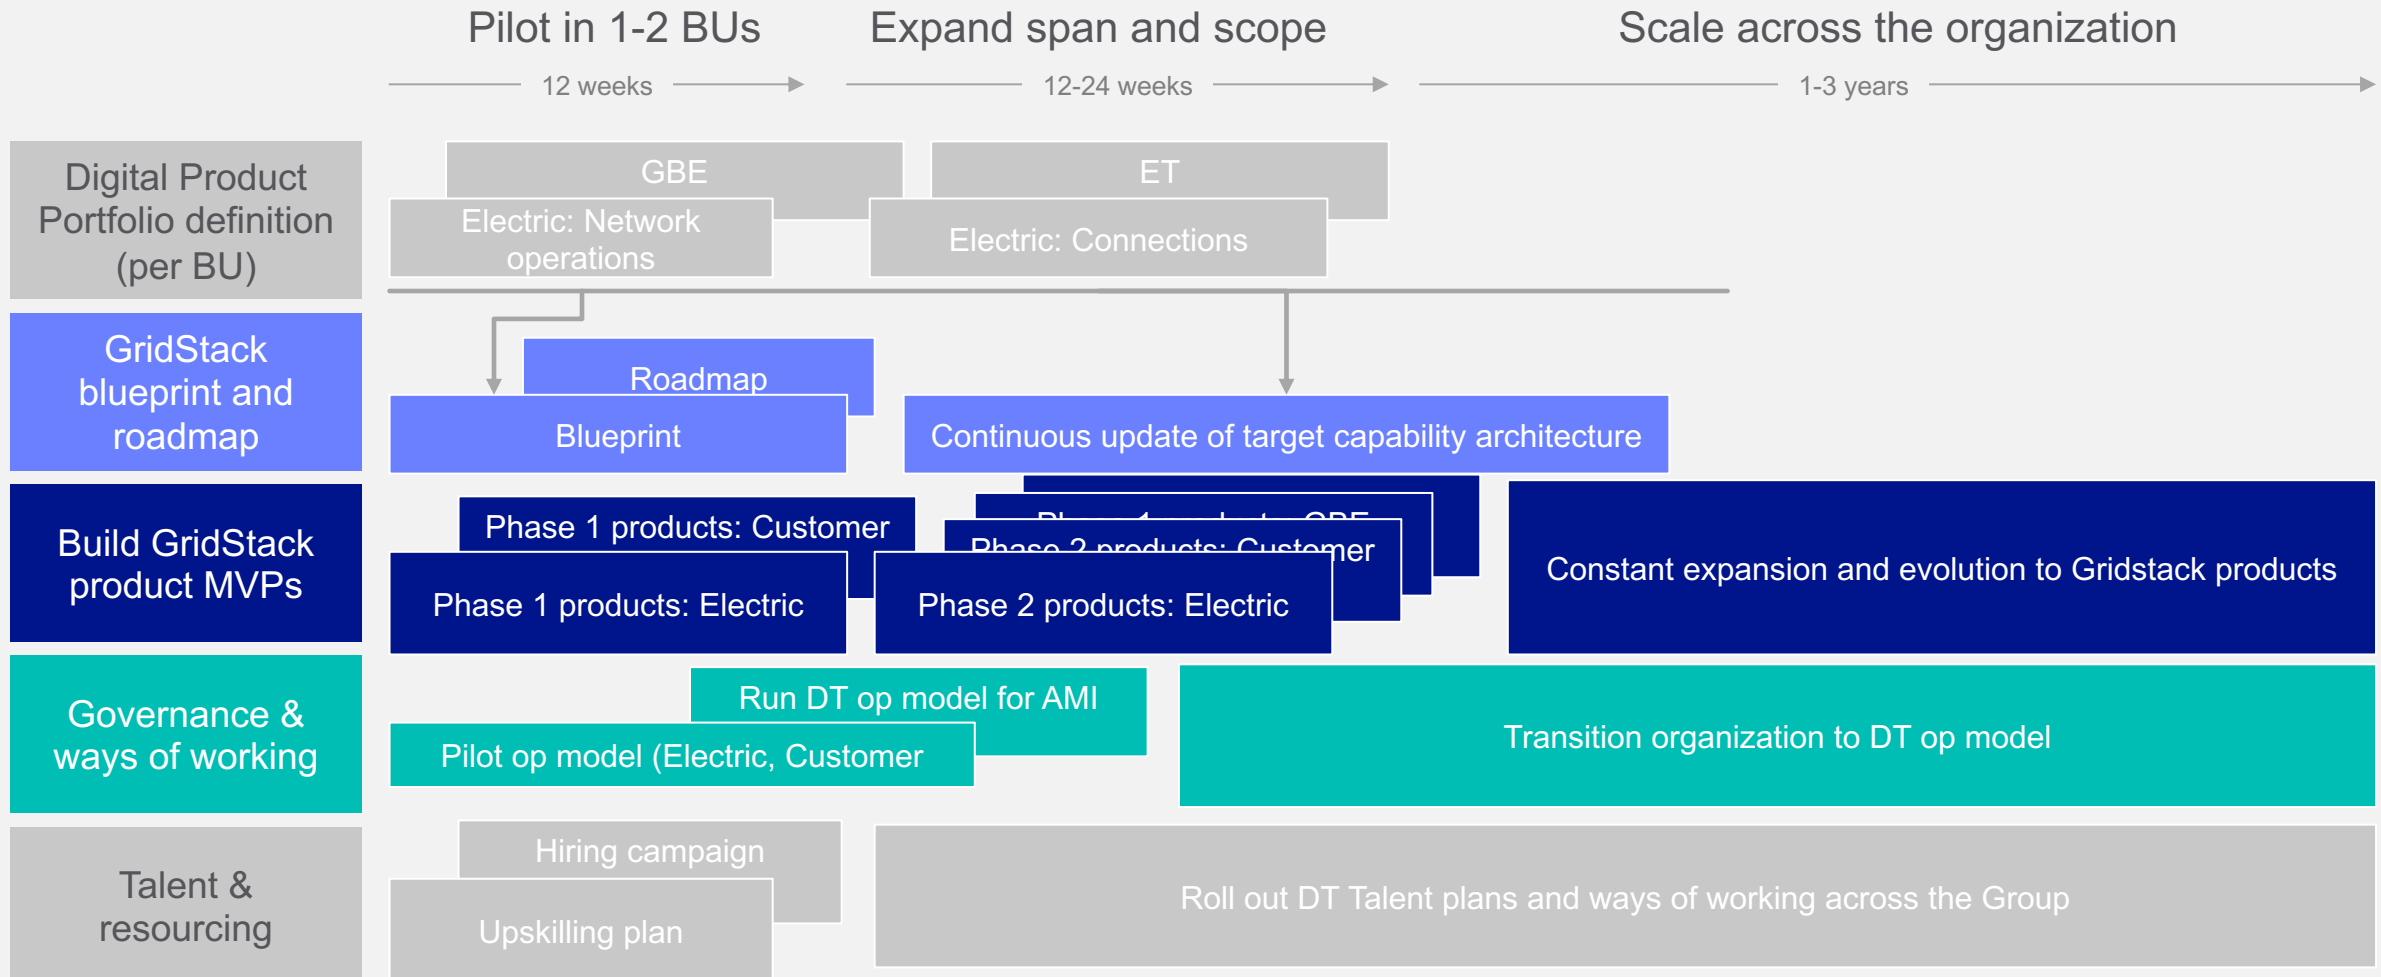 Pilot in 1-2 BUs
Expand span and scope
Scale across the organization
12 weeks
12-24 weeks
1-3 years
Digital Product
Portfolio definition
(per BU)
GBE
ET
Electric: Network
operations
Electric: Connections
GridStack
blueprint and
roadmap
Roadmap
Blueprint
Continuous update of target capability architecture
Build GridStack
product MVPs
Phase 1 products: Customer
Phase 1 products: Electric
Phase 2 products: Customer
Phase 2 products: Electric
Constant expansion and evolution to Gridstack products
Governance &
ways of working
Run DT op model for AMI
Pilot op model (Electric, Customer
Transition organization to DT op model
Talent &
resourcing
Hiring campaign
Upskilling plan
Roll out DT Talent plans and ways of working across the Group